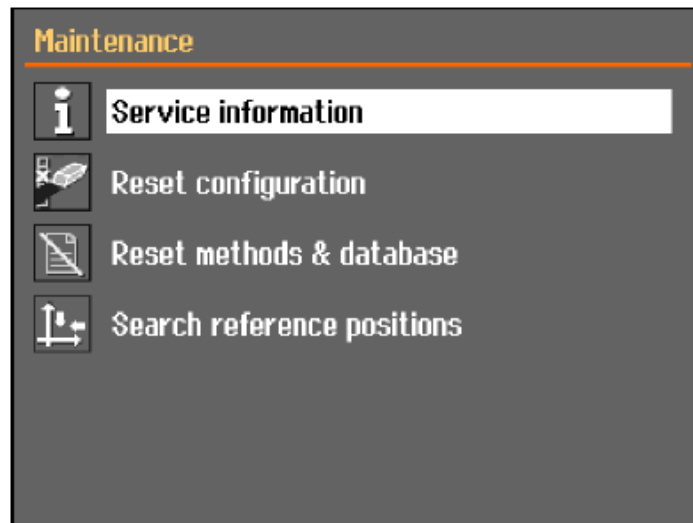 Maintenance
Service information
Reset configuration
Reset methods & database
Search reference positions